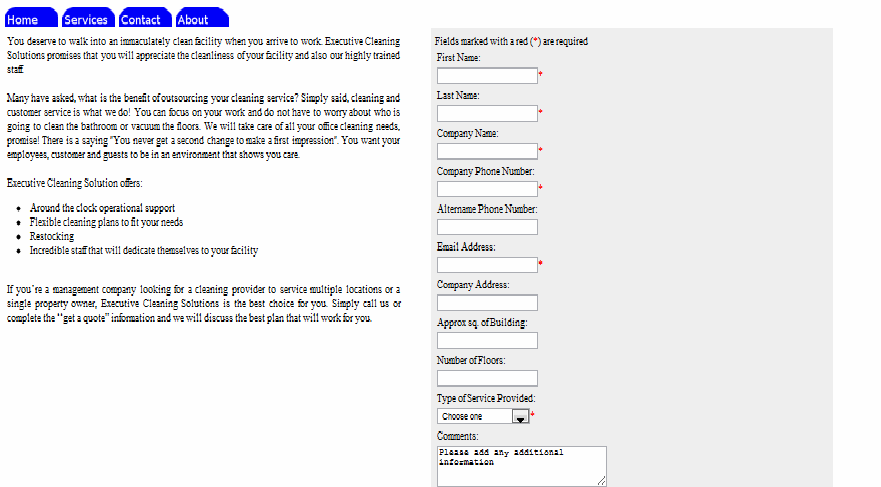 Home Services Contact About
You deserve to walk into an immaculately clean facility when you arrive to work. Executive Cleaning
Solutions promises that you will appreciate the cleanliness of your facility and also our highly trained
staff.
Many have asked, what is the benefit of outsourcing your cleaning service? Simply said, cleaning and
customer service is what we do! You can focus on your work and do not have to worry about who is
going to clean the bathroom or vacuum the floors. We will take care of all your office cleaning needs,
promise! There is a saying "You never get a second change to make a first impression". You want your
employees, customer and guests to be in an environment that shows you care.
Executive Cleaning Solution offers:
• Around the clock operational support
• Flexible cleaning plans to fit your needs
• Restocking
• Incredible staff that will dedicate themselves to your facility
If you're a management company looking for a cleaning provider to service multiple locations or a
single property owner, Executive Cleaning Solutions is the best choice for you. Simply call us or
complete the "get a quote" information and we will discuss the best plan that will work for you.
Fields marked with a red (*) are required
First Name:
*
Last Name:
*
Company Name:
*
Company Phone Number:
*
Altername Phone Number:
Email Address:
*
Company Address:
Approx sq. of Building:
Number of Floors:
Type of Service Provided:
Choose one *
Comments:
Please add any additional
information